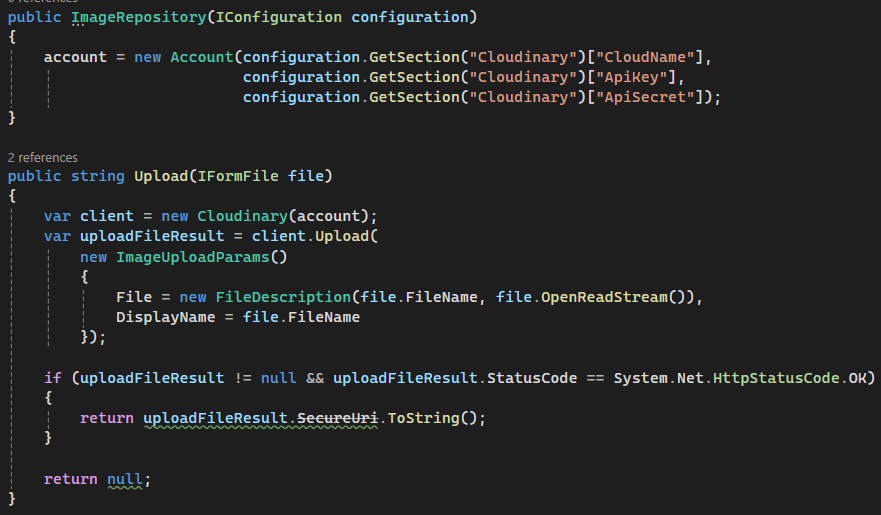 public ImageRepository(IConfiguration configuration)
{
    account = new Account(configuration.GetSection("Cloudinary")["CloudName"],
                          configuration.GetSection("Cloudinary")["ApiKey"],
                          configuration.GetSection("Cloudinary")["ApiSecret"]);
}
2 references
public string Upload(IFormFile file)
{
    var client = new Cloudinary(account);
    var uploadFileResult = client.Upload(
        new ImageUploadParams()
        {
            File = new FileDescription(file.FileName, file.OpenReadStream()),
            DisplayName = file.FileName
        });
    if (uploadFileResult != null && uploadFileResult.StatusCode == System.Net.HttpStatusCode.OK)
    {
        return uploadFileResult.SecureUri.ToString();
    }
    return null;
}